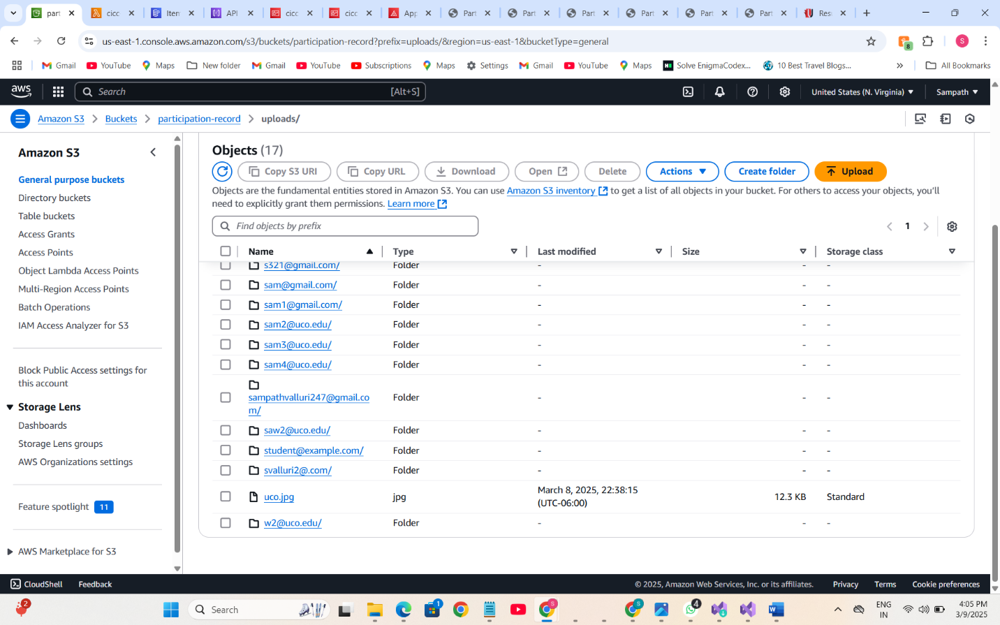 part
cicc
Iten
API
cicc
cicc
App
Part
Part
Part
Part
Part
Part
Res
us-east-1.console.aws.amazon.com/s3/buckets/participation-record?prefix=uploads/&region=us-east-1&bucketType=general
8
S
Gmail
YouTube
Maps
New folder
Gmail
YouTube
Subscriptions
Maps
Settings
Gmail
YouTube
Maps
Solve EnigmaCodex...
10 Best Travel Blogs...
All Bookmarks
aws
Search
[Alt+S]
United States (N. Virginia)
Sampath
Amazon S3
Buckets
participation-record
uploads/
Amazon S3
General purpose buckets
Directory buckets
Table buckets
Access Grants
Access Points
Object Lambda Access Points
Multi-Region Access Points
Batch Operations
IAM Access Analyzer for S3
Block Public Access settings for
this account
Storage Lens
Dashboards
Storage Lens groups
AWS Organizations settings
Feature spotlight 11
AWS Marketplace for S3
Objects (17)
Copy S3 URI
Copy URL
Download
Open
Delete
Actions
Create folder
Upload
Objects are the fundamental entities stored in Amazon S3. You can use Amazon S3 inventory to get a list of all objects in your bucket. For others to access your objects, you'll
need to explicitly grant them permissions. Learn more
Find objects by prefix
1
Name Type Last modified Size Storage class
s321@gmail.com/ Folder - - -
sam@gmail.com/ Folder - - -
sam1@gmail.com/ Folder - - -
sam2@uco.edu/ Folder - - -
sam3@uco.edu/ Folder - - -
sam4@uco.edu/ Folder - - -
sampathvalluri247@gmail.co
m/
Folder - - -
saw2@uco.edu/ Folder - - -
student@example.com/ Folder - - -
svalluri2@.com/ Folder - - -
uco.jpg jpg March 8, 2025, 22:38:15
(UTC-06:00)
12.3 KB Standard
w2@uco.edu/ Folder - - -
CloudShell
Feedback
© 2025, Amazon Web Services, Inc. or its affiliates.
Privacy
Terms
Cookie preferences
2
Search
1
S
S
4
ENG
IN
4:05 PM
3/9/2025